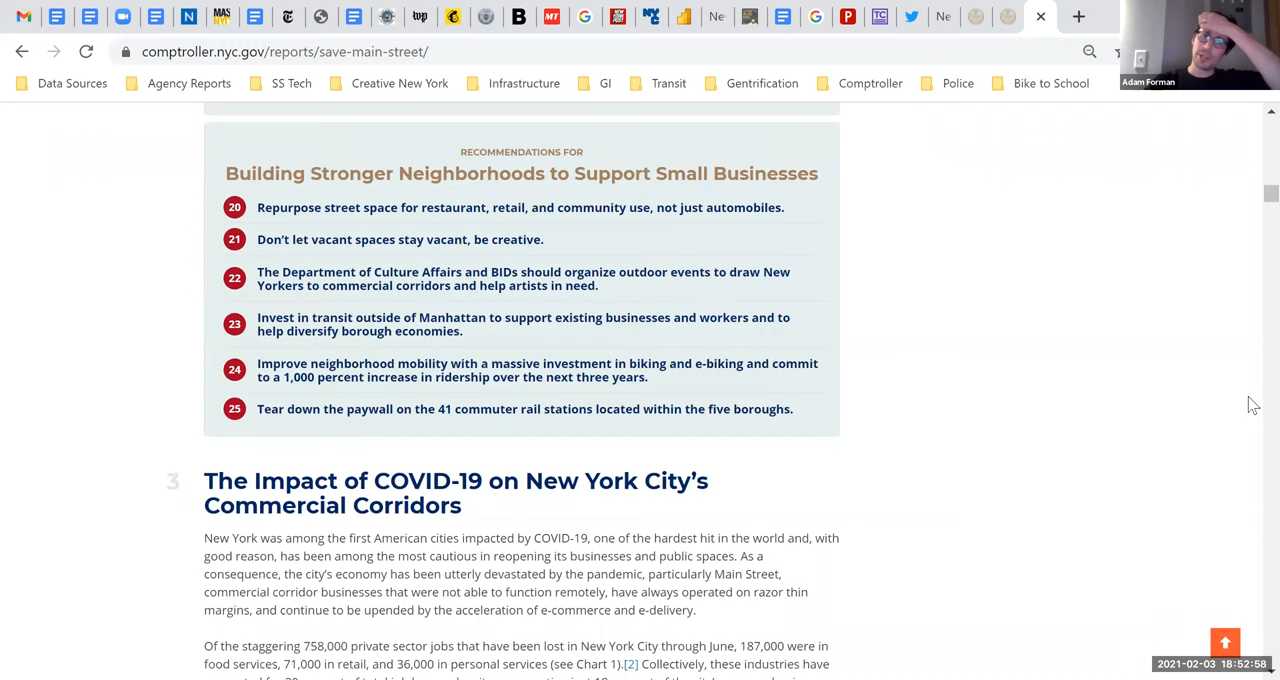 MAS NYC
N
T
wp
B
MT
G
NYC
Ne
G
P
TC
Ne
comptroller.nyc.gov/reports/save-main-street/
Adam Forman
Data Sources
Agency Reports
SS Tech
Creative New York
Infrastructure
GI
Transit
Gentrification
Comptroller
Police
Bike to School
RECOMMENDATIONS FOR
Building Stronger Neighborhoods to Support Small Businesses
20 Repurpose street space for restaurant, retail, and community use, not just automobiles.
21 Don’t let vacant spaces stay vacant, be creative.
22 The Department of Culture Affairs and BIDs should organize outdoor events to draw New
Yorkers to commercial corridors and help artists in need.
23 Invest in transit outside of Manhattan to support existing businesses and workers and to
help diversify borough economies.
24 Improve neighborhood mobility with a massive investment in biking and e-biking and commit
to a 1,000 percent increase in ridership over the next three years.
25 Tear down the paywall on the 41 commuter rail stations located within the five boroughs.
3 The Impact of COVID-19 on New York City’s
Commercial Corridors
New York was among the first American cities impacted by COVID-19, one of the hardest hit in the world and, with
good reason, has been among the most cautious in reopening its businesses and public spaces. As a
consequence, the city’s economy has been utterly devastated by the pandemic, particularly Main Street,
commercial corridor businesses that were not able to function remotely, have always operated on razor thin
margins, and continue to be upended by the acceleration of e-commerce and e-delivery.
Of the staggering 758,000 private sector jobs that have been lost in New York City through June, 187,000 were in
food services, 71,000 in retail, and 36,000 in personal services (see Chart 1).[2] Collectively, these industries have
2021-02-03 18:52:58